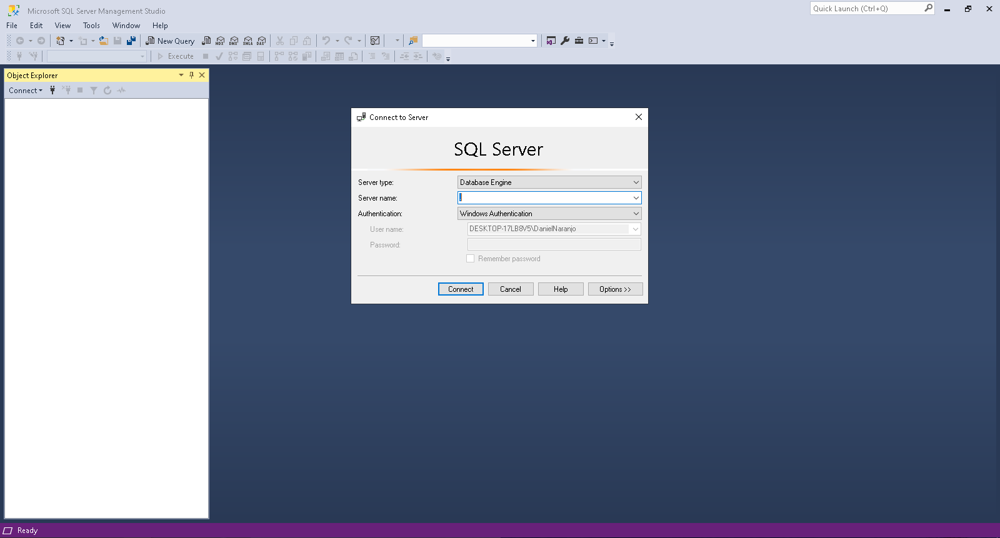 Microsoft SQL Server Management Studio
Quick Launch (Ctrl+Q)
File Edit View Tools Window Help
New Query MDX DMX XMLA DAX
Execute
Object Explorer
Connect
Connect to Server
SQL Server
Server type: Database Engine
Server name: .
Authentication: Windows Authentication
User name: DESKTOP-17LB8V5\DanielNaranjo
Password:
Remember password
Connect Cancel Help Options >>
Ready